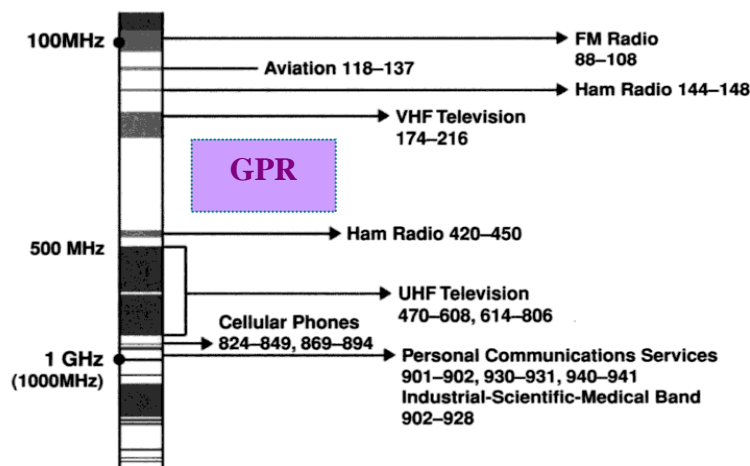 100MHz
FM Radio
88–108
Aviation 118–137
Ham Radio 144–148
VHF Television
174–216
GPR
Ham Radio 420–450
500 MHz
UHF Television
470–608, 614–806
Cellular Phones
824–849, 869–894
1 GHz
(1000MHz)
Personal Communications Services
901–902, 930–931, 940–941
Industrial-Scientific-Medical Band
902–928